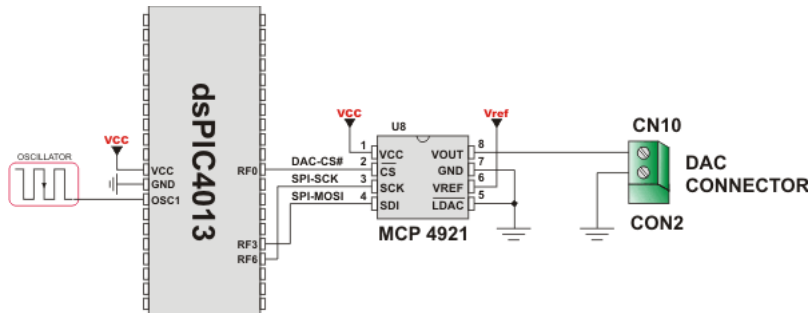 OSCILLATOR
VCC
dsPIC4013
VCC
GND
OSC1
RF0
RF3
RF6
DAC-CS#
SPI-SCK
SPI-MOSI
VCC
U8
Vref
1
2
3
4
VCC
CS
SCK
SDI
VOUT
GND
VREF
LDAC
8
7
6
5
MCP 4921
CN10
DAC
CONNECTOR
CON2